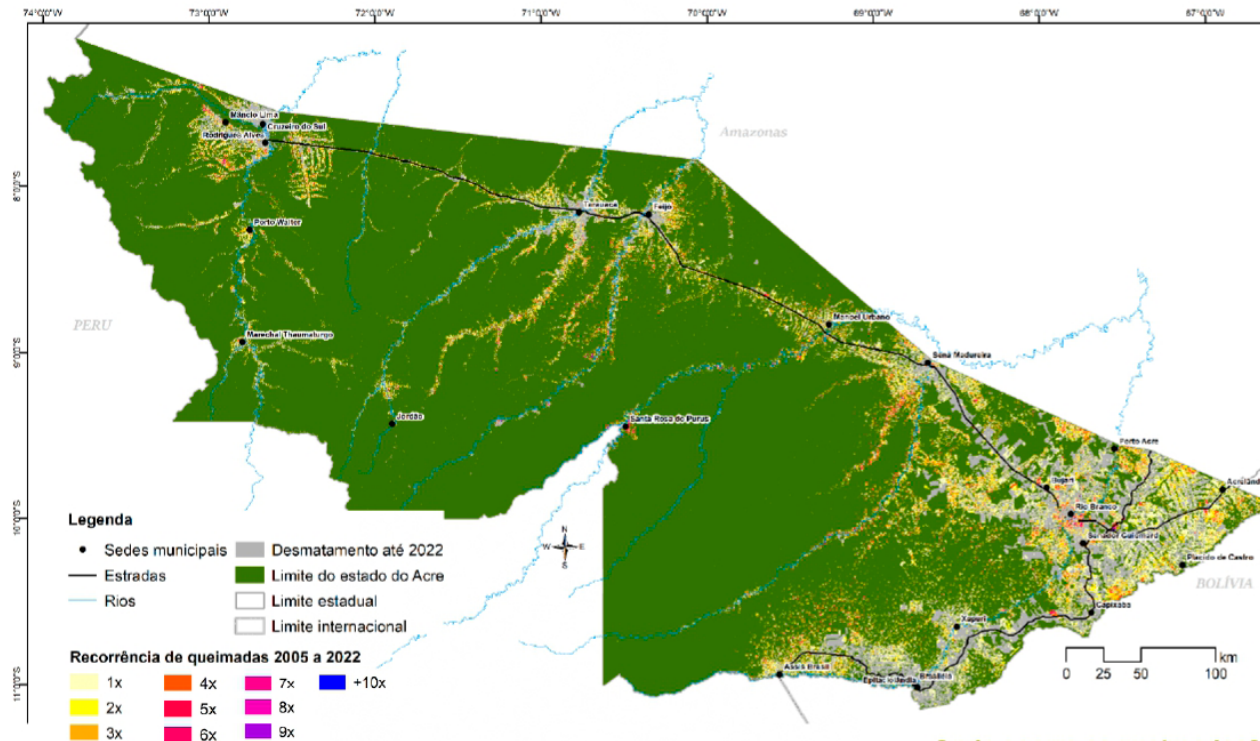 74°0'0"W 73°0'0"W 72°0'0"W 71°0'0"W 70°0'0"W 69°0'0"W 68°0'0"W 67°0'0"W
Mâncio Lima
Cruzeiro do Sul
Rodrigues Alves
Amazonas
8°0'0"S
Tarauacá
Feijó
Porto Walter
PERU
Manoel Urbano
Marechal Thaumaturgo
9°0'0"S
Sena Madureira
Jordão
Santa Rosa do Purus
Porto Acre
Bujari
Acrelând
10°0'0"S
Rio Branco
Senador Guiomard
Plácido de Castro
BOLÍVIA
Capixaba
Xapuri
Assis Brasil
Epitaciolândia
Brasiléia
11°0'0"S
N
W E
S
km
0 25 50 100
Legenda
Sedes municipais
Estradas
Rios
Desmatamento até 2022
Limite do estado do Acre
Limite estadual
Limite internacional
Recorrência de queimadas 2005 a 2022
1x 4x 7x +10x
2x 5x 8x
3x 6x 9x